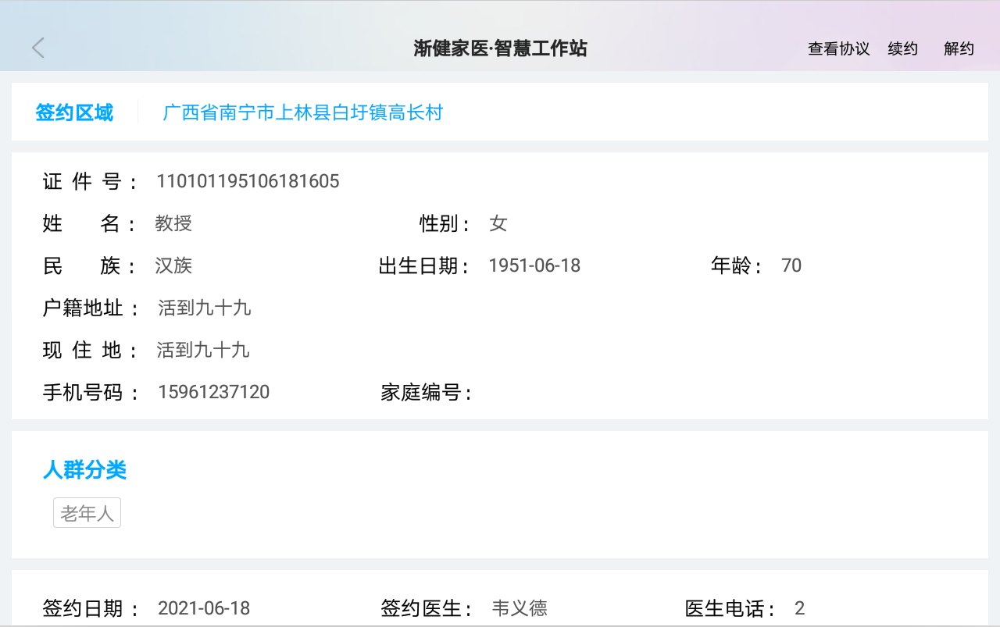 渐健家医·智慧工作站 查看协议 续约 解约
签约区域 广西省南宁市上林县白圩镇高长村
证件号: 110101195106181605
姓名: 教授 性别: 女
民族: 汉族 出生日期: 1951-06-18 年龄: 70
户籍地址: 活到九十九
现住地: 活到九十九
手机号码: 15961237120 家庭编号:
人群分类
老年人
签约日期: 2021-06-18 签约医生: 韦义德 医生电话: 2